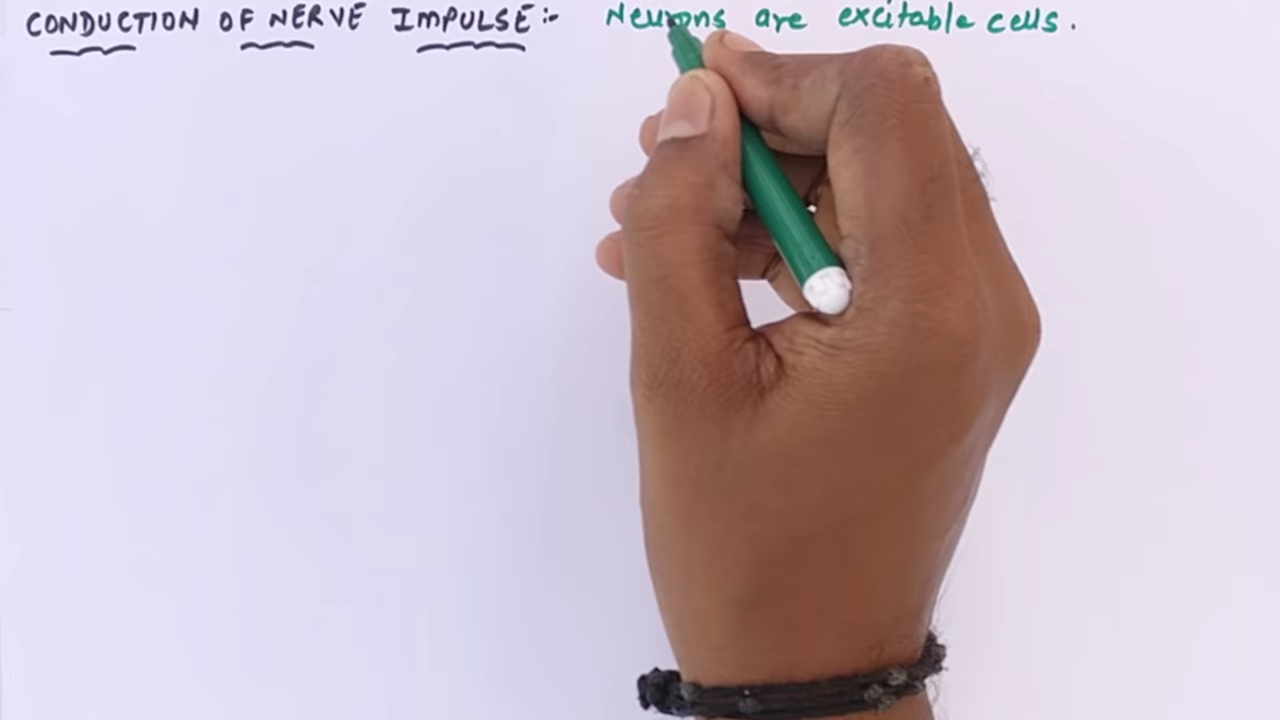 CONDUCTION OF NERVE IMPULSE:- Neurons are excitable cells.